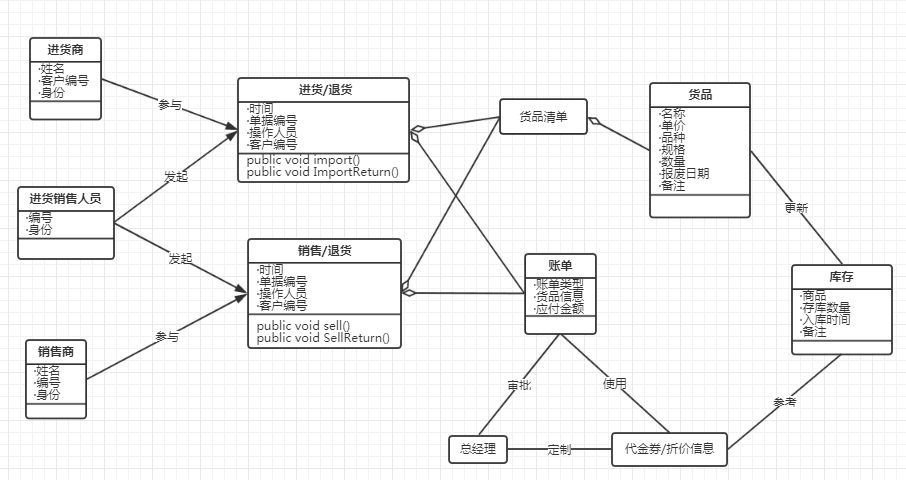 进货商
·姓名
·客户编号
·身份
参与
进货/退货
·时间
·单据编号
·操作人员
·客户编号
public void import()
public void ImportReturn()
货品清单
货品
·名称
·单价
·品种
·规格
·数量
·报废日期
·备注
发起
进货销售人员
·编号
·身份
发起
更新
销售/退货
·时间
·单据编号
·操作人员
·客户编号
public void sell()
public void SellReturn()
账单
·账单类型
·货品信息
·应付金额
库存
·商品
·存库数量
·入库时间
·备注
参与
销售商
·姓名
·编号
·身份
审批
使用
参考
总经理
定制
代金券/折价信息